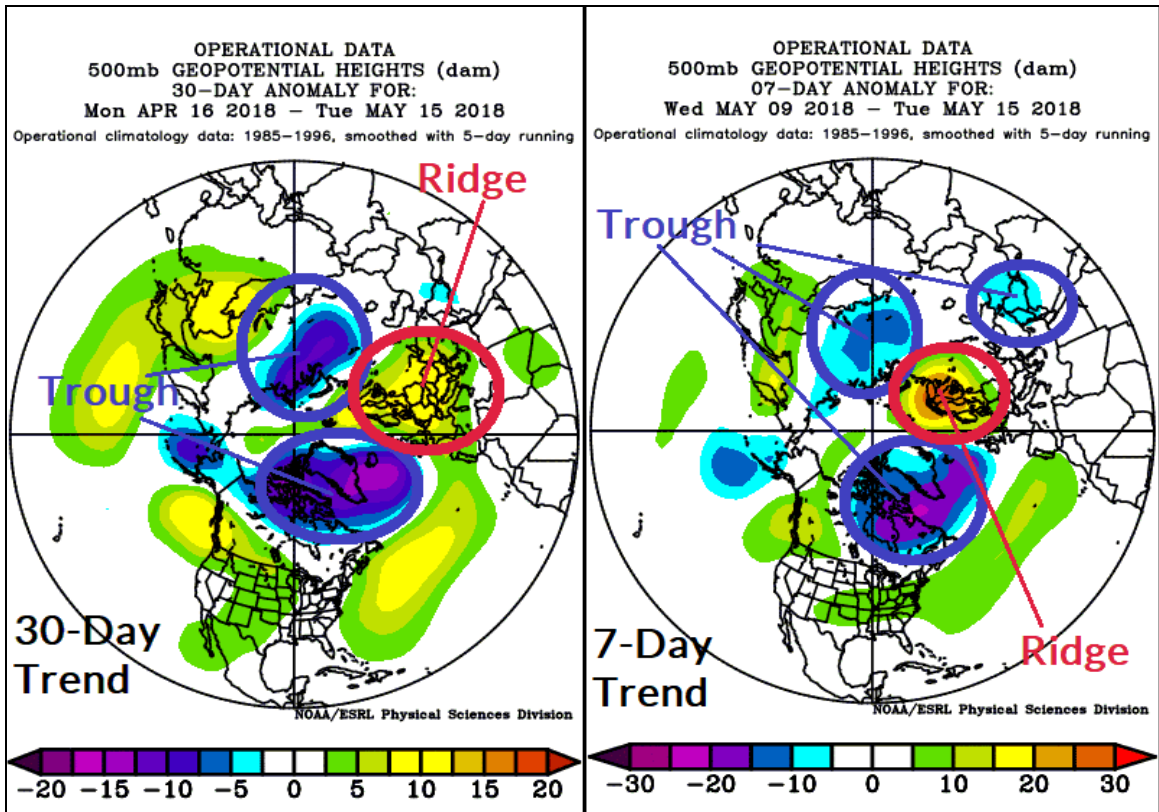 OPERATIONAL DATA
500mb GEOPOTENTIAL HEIGHTS (dam)
30-DAY ANOMALY FOR:
Mon APR 16 2018 – Tue MAY 15 2018
Operational climatology data: 1985-1996, smoothed with 5-day running
Ridge
Trough
30-Day
Trend
NOAA/ESRL Physical Sciences Division
-20 -15 -10 -5 0 5 10 15 20
OPERATIONAL DATA
500mb GEOPOTENTIAL HEIGHTS (dam)
07-DAY ANOMALY FOR:
Wed MAY 09 2018 – Tue MAY 15 2018
Operational climatology data: 1985-1996, smoothed with 5-day running
Trough
Ridge
7-Day
Trend
NOAA/ESRL Physical Sciences Division
-30 -20 -10 0 10 20 30